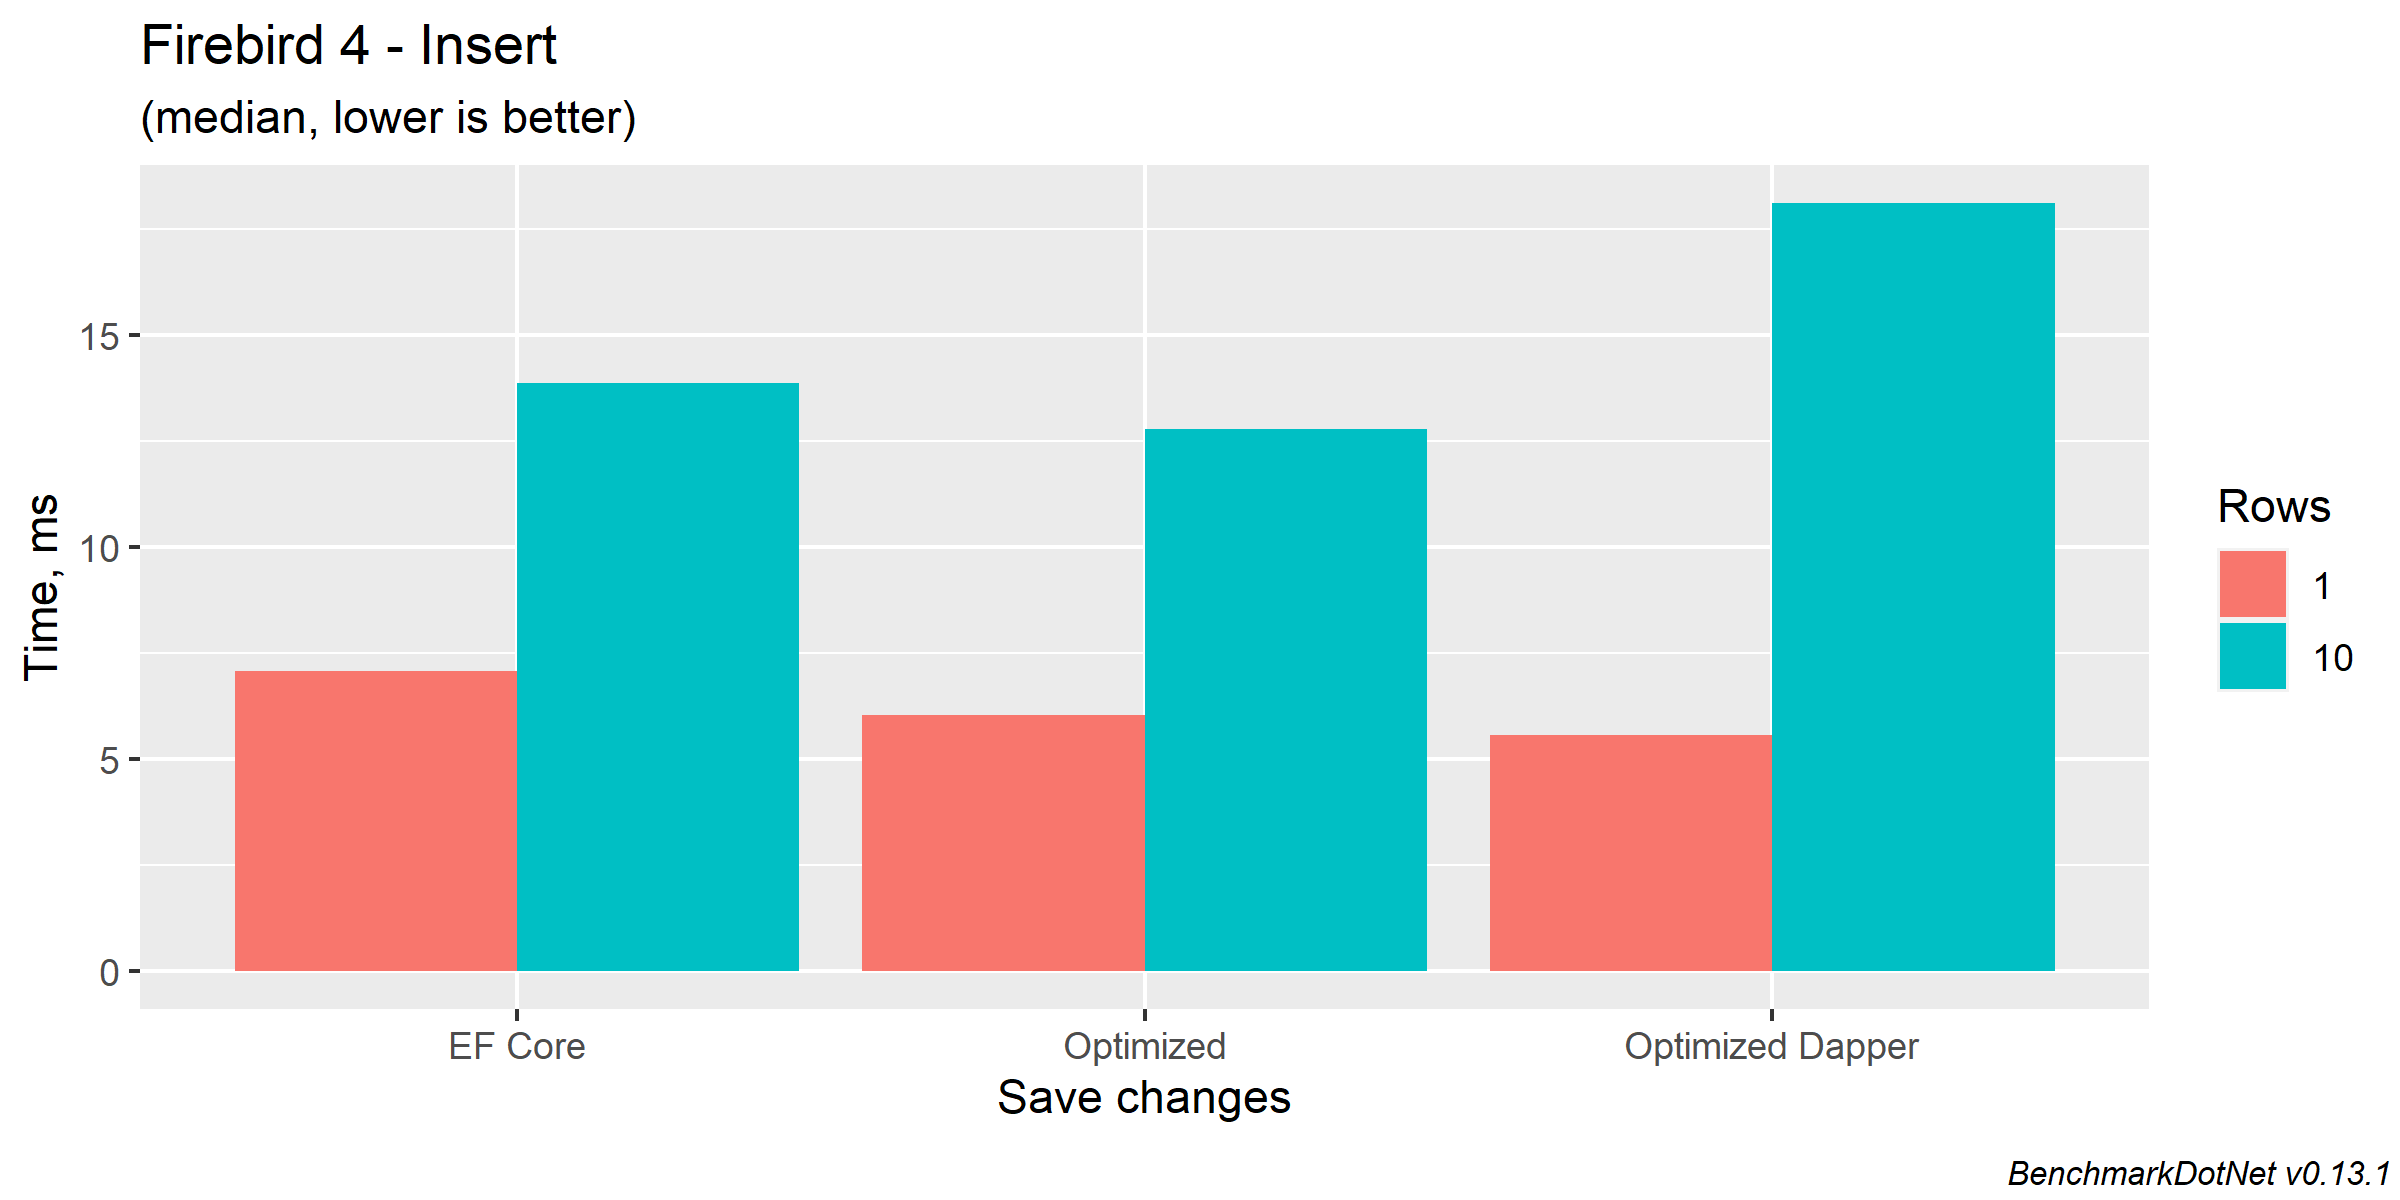 Firebird 4 - Insert
(median, lower is better)
Time, ms
15
10
5
0
EF Core
Optimized
Optimized Dapper
Save changes
Rows
1
10
BenchmarkDotNet v0.13.1